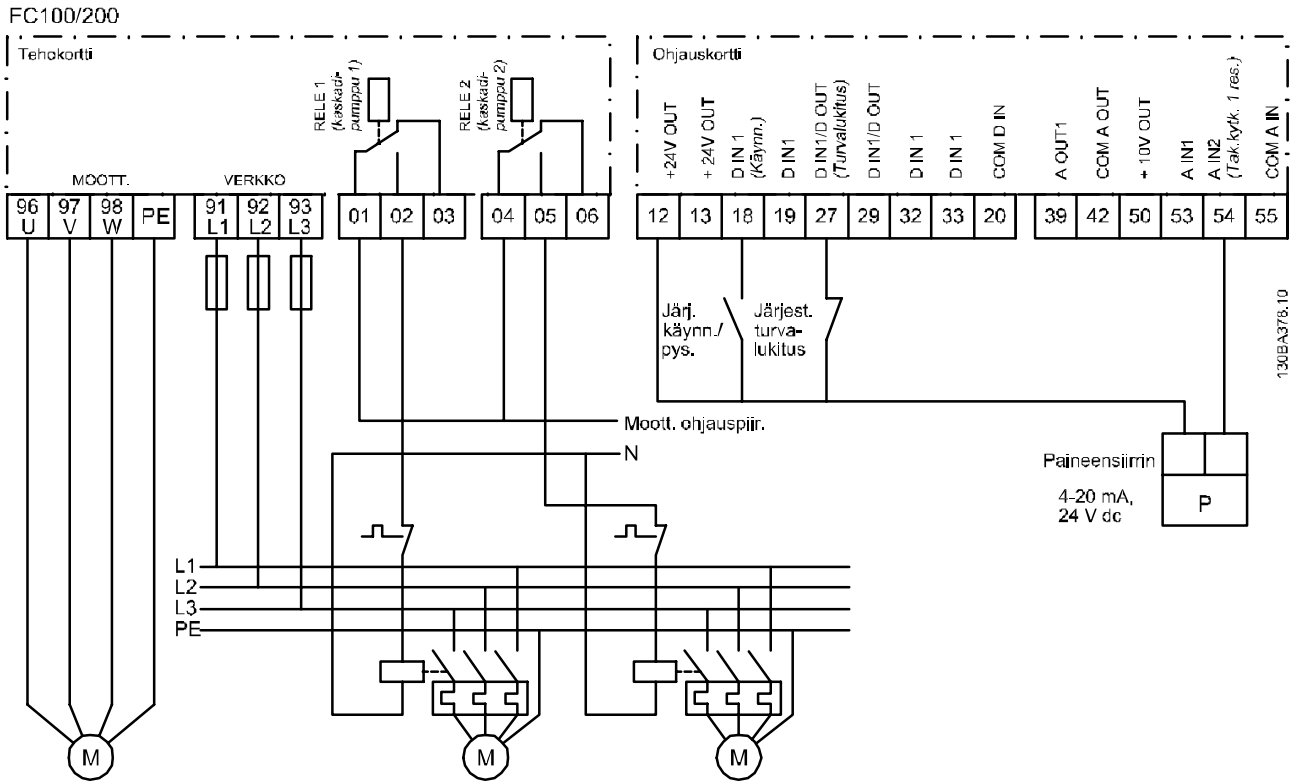 FC100/200
Tehokortti
Ohjauskortti
RELE 1
(kaskadi-
pumppu 1)
RELE 2
(kaskadi-
pumppu 2)
+24V OUT
+ 24V OUT
D IN 1
(Käynn.)
D IN1
D IN1/D OUT
(Turvalukitus)
D IN1/D OUT
D IN 1
D IN 1
COM D IN
A OUT1
COM A OUT
+ 10V OUT
A IN1
A IN2
(Tak.kytk. 1 res.)
COM A IN
MOOTT.
VERKKO
96 97 98 PE 91 92 93 01 02 03 04 05 06 12 13 18 19 27 29 32 33 20 39 42 50 53 54 55
U V W L1 L2 L3
Järj.
käynn./
pys.
Järjest.
turva-
lukitus
130BA378.10
Moott. ohjauspiir.
N
Paineensiirrin
4-20 mA,
24 V dc
P
L1
L2
L3
PE
M M M